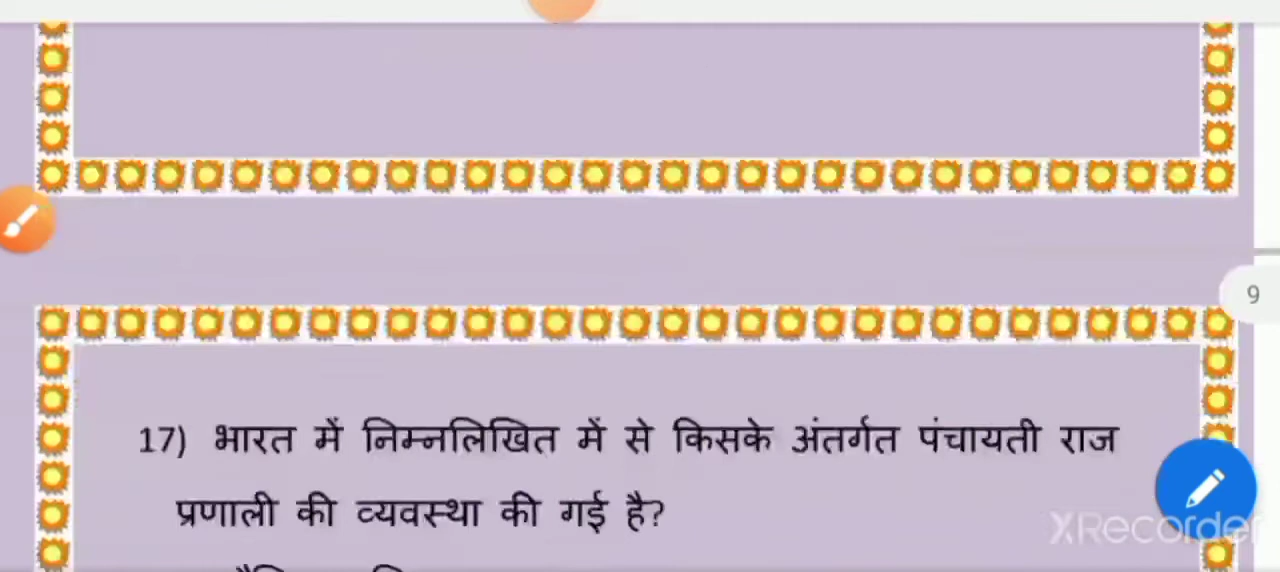 9
17) भारत में निम्नलिखित में से किसके अंतर्गत पंचायती राज
प्रणाली की व्यवस्था की गई है?
XRecorder